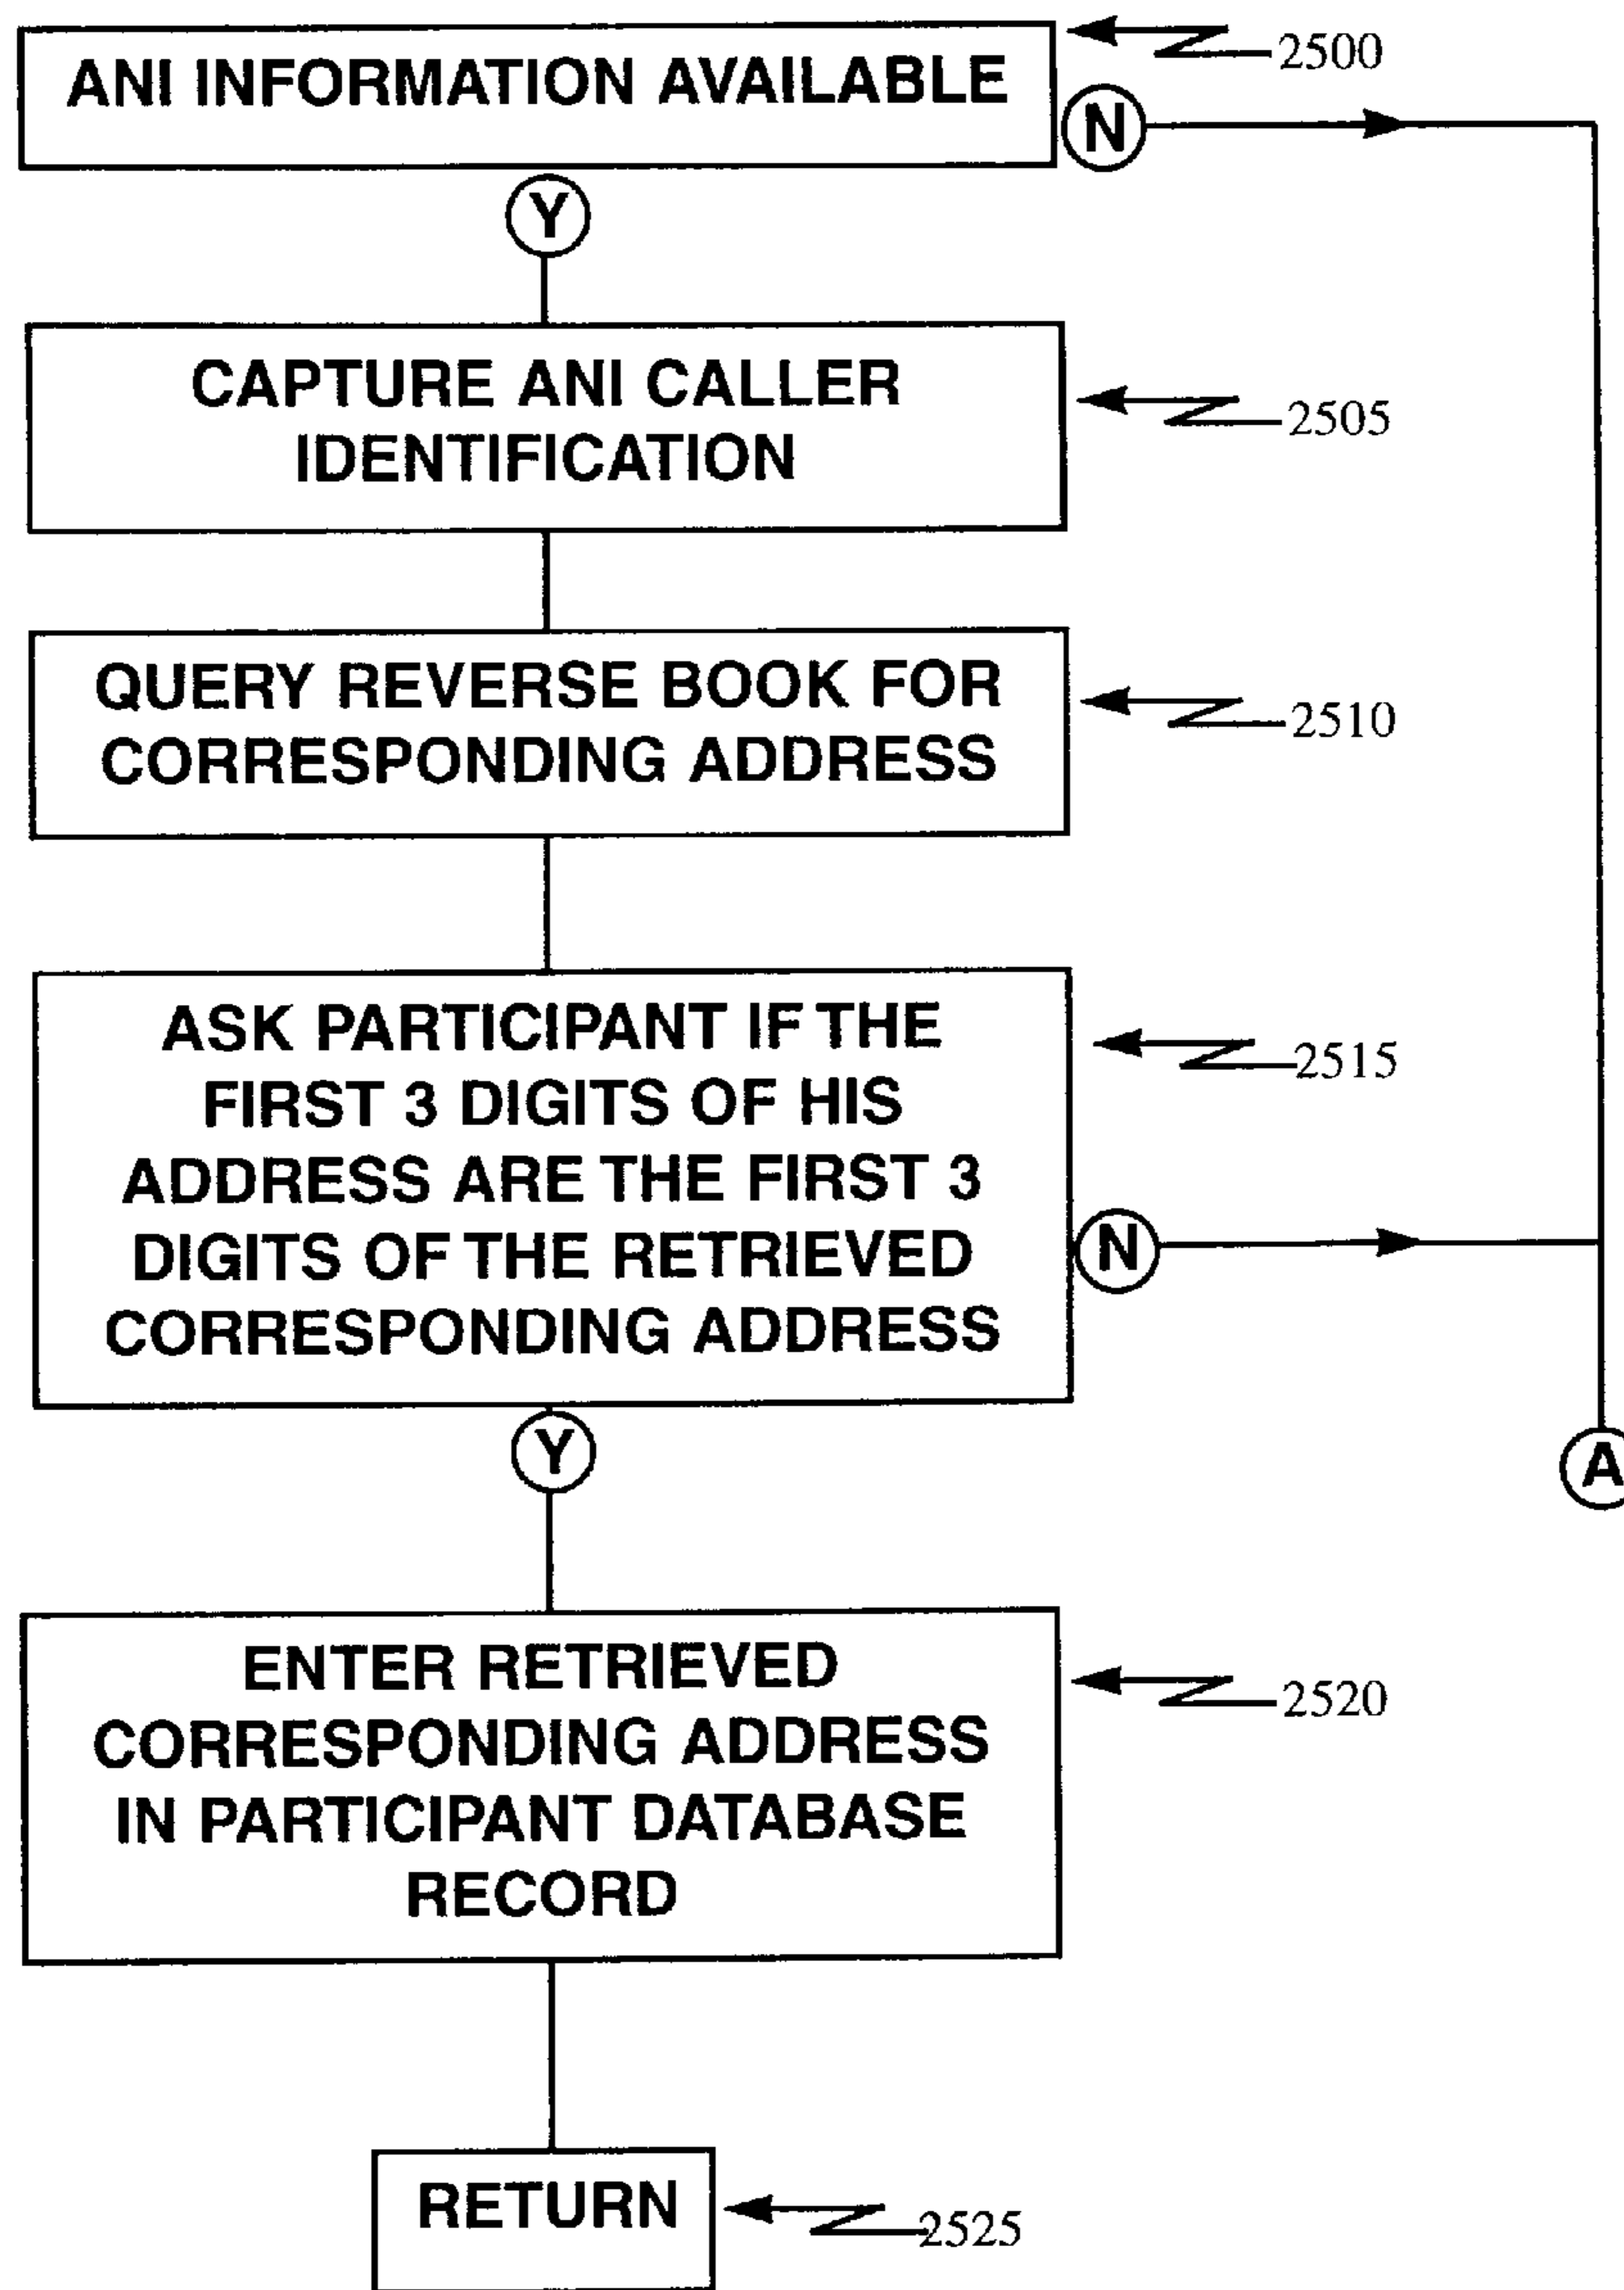 ANI INFORMATION AVAILABLE
2500
N
Y
CAPTURE ANI CALLER
IDENTIFICATION
2505
QUERY REVERSE BOOK FOR
CORRESPONDING ADDRESS
2510
ASK PARTICIPANT IF THE
FIRST 3 DIGITS OF HIS
ADDRESS ARE THE FIRST 3
DIGITS OF THE RETRIEVED
CORRESPONDING ADDRESS
2515
N
Y
A
ENTER RETRIEVED
CORRESPONDING ADDRESS
IN PARTICIPANT DATABASE
RECORD
2520
RETURN
2525